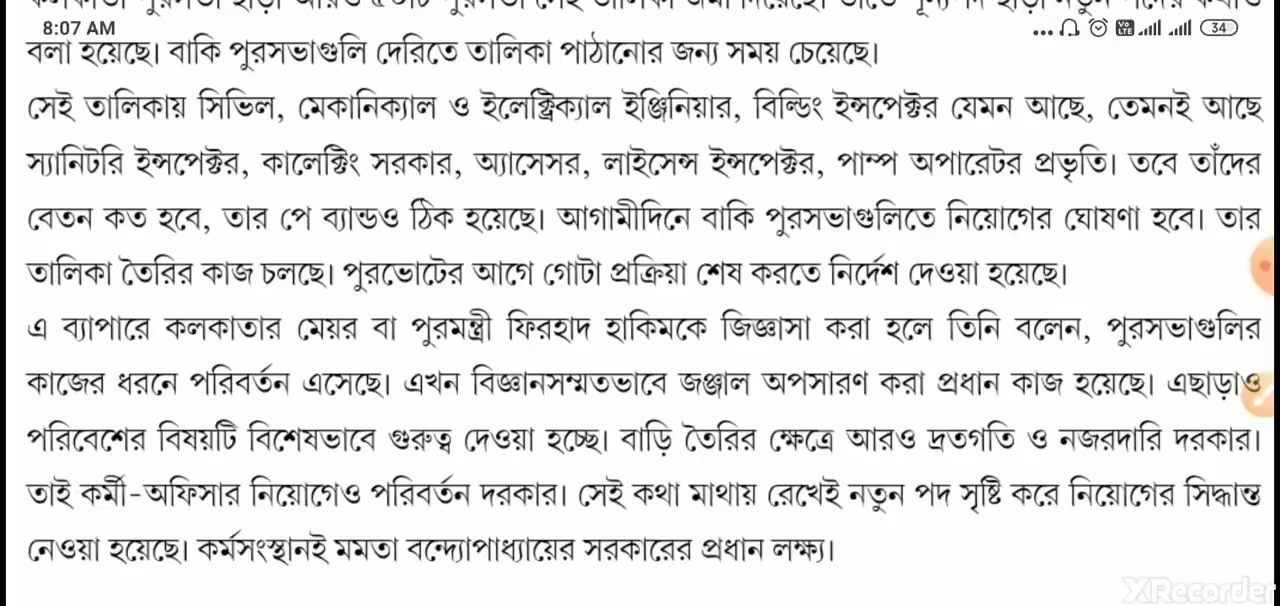 8:07 AM
34
বলা হয়েছে। বাকি পুরসভাগুলি দেরিতে তালিকা পাঠানোর জন্য সময় চেয়েছে।
সেই তালিকায় সিভিল, মেকানিক্যাল ও ইলেক্ট্রিক্যাল ইঞ্জিনিয়ার, বিল্ডিং ইন্সপেক্টর যেমন আছে, তেমনই আছে
স্যানিটরি ইন্সপেক্টর, কালেক্টিং সরকার, অ্যাসেসর, লাইসেন্স ইন্সপেক্টর, পাম্প অপারেটর প্রভৃতি। তবে তাঁদের
বেতন কত হবে, তার পে ব্যান্ডও ঠিক হয়েছে। আগামীদিনে বাকি পুরসভাগুলিতে নিয়োগের ঘোষণা হবে। তার
তালিকা তৈরির কাজ চলছে। পুরভোটের আগে গোটা প্রক্রিয়া শেষ করতে নির্দেশ দেওয়া হয়েছে।
এ ব্যাপারে কলকাতার মেয়র বা পুরমন্ত্রী ফিরহাদ হাকিমকে জিজ্ঞাসা করা হলে তিনি বলেন, পুরসভাগুলির
কাজের ধরনে পরিবর্তন এসেছে। এখন বিজ্ঞানসম্মতভাবে জঞ্জাল অপসারণ করা প্রধান কাজ হয়েছে। এছাড়াও
পরিবেশের বিষয়টি বিশেষভাবে গুরুত্ব দেওয়া হচ্ছে। বাড়ি তৈরির ক্ষেত্রে আরও দ্রুতগতি ও নজরদারি দরকার।
তাই কর্মী-অফিসার নিয়োগেও পরিবর্তন দরকার। সেই কথা মাথায় রেখেই নতুন পদ সৃষ্টি করে নিয়োগের সিদ্ধান্ত
নেওয়া হয়েছে। কর্মসংস্থানই মমতা বন্দ্যোপাধ্যায়ের সরকারের প্রধান লক্ষ্য।
XRecorder